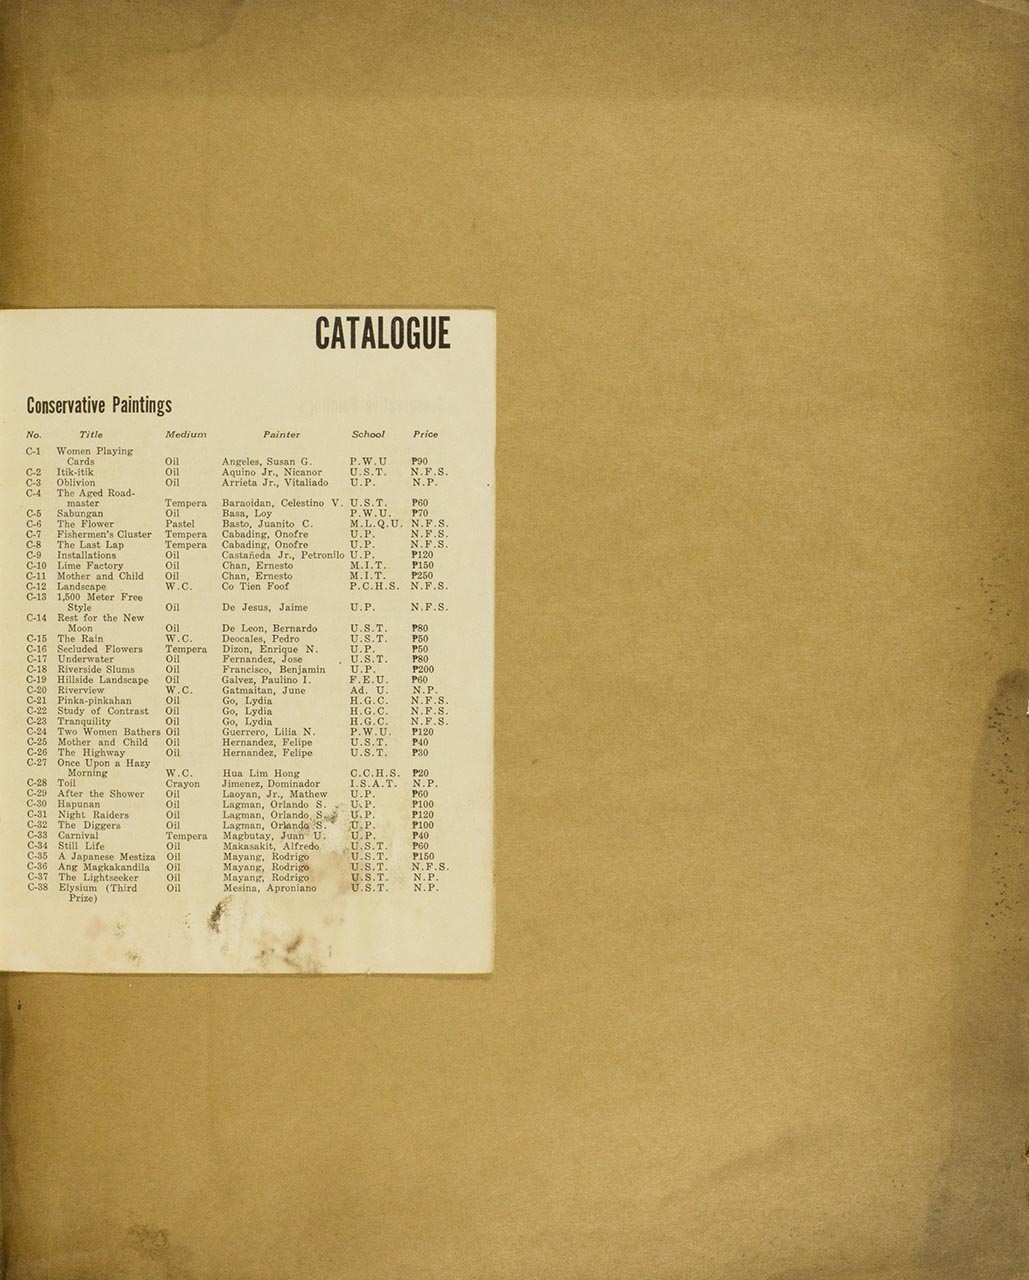 CATALOGUE
Conservative Paintings
No. Title Medium Painter School Price
C-1 Women Playing
Cards Oil Angeles, Susan G. P.W.U ₱90
C-2 Itik-itik Oil Aquino Jr., Nicanor U.S.T. N.F.S.
C-3 Oblivion Oil Arrieta Jr., Vitaliado U.P. N.P.
C-4 The Aged Road-
master Tempera Baraoidan, Celestino V. U.S.T. ₱60
C-5 Sabungan Oil Basa, Loy P.W.U. ₱70
C-6 The Flower Pastel Basto, Juanito C. M.L.Q.U. N.F.S.
C-7 Fishermen's Cluster Tempera Cabading, Onofre U.P. N.F.S.
C-8 The Last Lap Tempera Cabading, Onofre U.P. N.F.S.
C-9 Installations Oil Castañeda Jr., Petronilo U.P. ₱120
C-10 Lime Factory Oil Chan, Ernesto M.I.T. ₱150
C-11 Mother and Child Oil Chan, Ernesto M.I.T. ₱250
C-12 Landscape W.C. Co Tien Foof P.C.H.S. N.F.S.
C-13 1,500 Meter Free
Style Oil De Jesus, Jaime U.P. N.F.S.
C-14 Rest for the New
Moon Oil De Leon, Bernardo U.S.T. ₱80
C-15 The Rain W.C. Deocales, Pedro U.S.T. ₱50
C-16 Secluded Flowers Tempera Dizon, Enrique N. U.P. ₱50
C-17 Underwater Oil Fernandez, Jose U.S.T. ₱80
C-18 Riverside Slums Oil Francisco, Benjamin U.P. ₱200
C-19 Hillside Landscape Oil Galvez, Paulino I. F.E.U. ₱60
C-20 Riverview W.C. Gatmaitan, June Ad. U. N.P.
C-21 Pinka-pinkahan Oil Go, Lydia H.G.C. N.F.S.
C-22 Study of Contrast Oil Go, Lydia H.G.C. N.F.S.
C-23 Tranquility Oil Go, Lydia H.G.C. N.F.S.
C-24 Two Women Bathers Oil Guerrero, Lilia N. P.W.U. ₱120
C-25 Mother and Child Oil Hernandez, Felipe U.S.T. ₱40
C-26 The Highway Oil Hernandez, Felipe U.S.T. ₱30
C-27 Once Upon a Hazy
Morning W.C. Hua Lim Hong C.C.H.S. ₱20
C-28 Toil Crayon Jimenez, Dominador I.S.A.T. N.P.
C-29 After the Shower Oil Laoyan, Jr., Mathew U.P. ₱60
C-30 Hapunan Oil Lagman, Orlando S. U.P. ₱100
C-31 Night Raiders Oil Lagman, Orlando S. U.P. ₱120
C-32 The Diggers Oil Lagman, Orlando S. U.P. ₱100
C-33 Carnival Tempera Magbutay, Juan U. U.P. ₱40
C-34 Still Life Oil Makasakit, Alfredo U.S.T. ₱60
C-35 A Japanese Mestiza Oil Mayang, Rodrigo U.S.T. ₱150
C-36 Ang Magkakandila Oil Mayang, Rodrigo U.S.T. N.F.S.
C-37 The Lightseeker Oil Mayang, Rodrigo U.S.T. N.P.
C-38 Elysium (Third Oil Mesina, Aproniano U.S.T. N.P.
Prize)